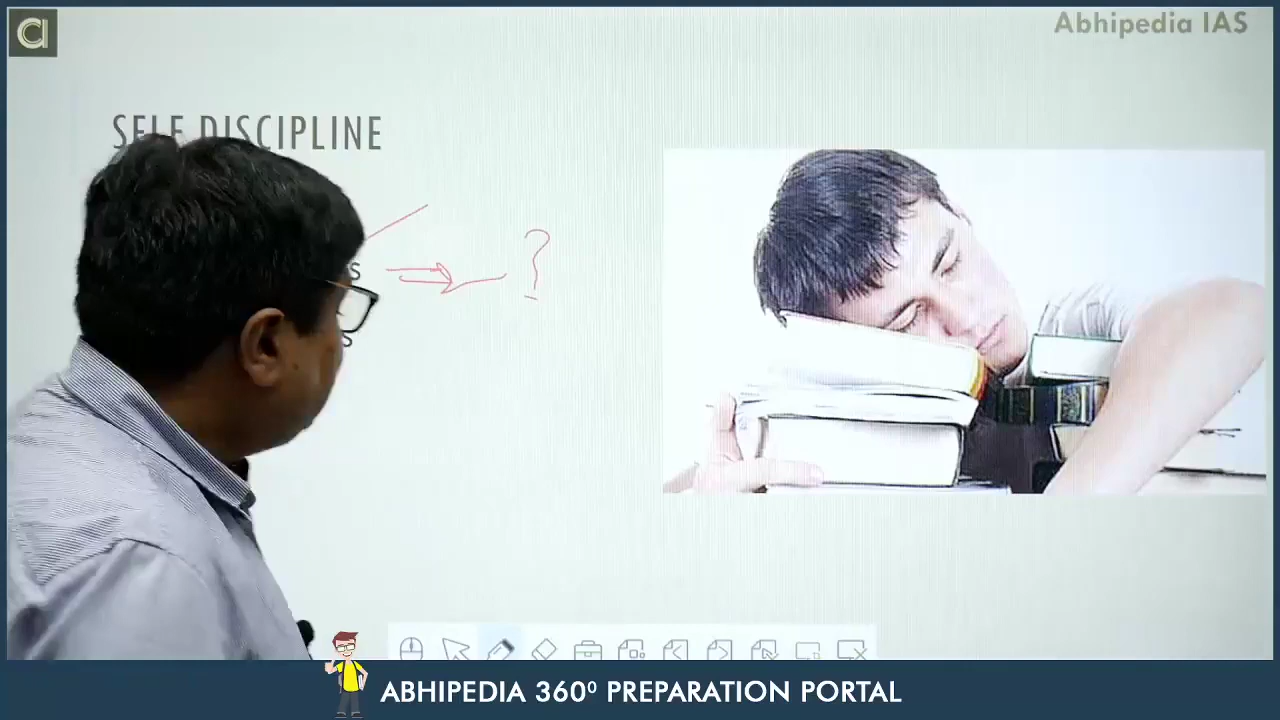 Abhipedia IAS
SELF DISCIPLINE
s
?
s
ABHIPEDIA 360⁰ PREPARATION PORTAL